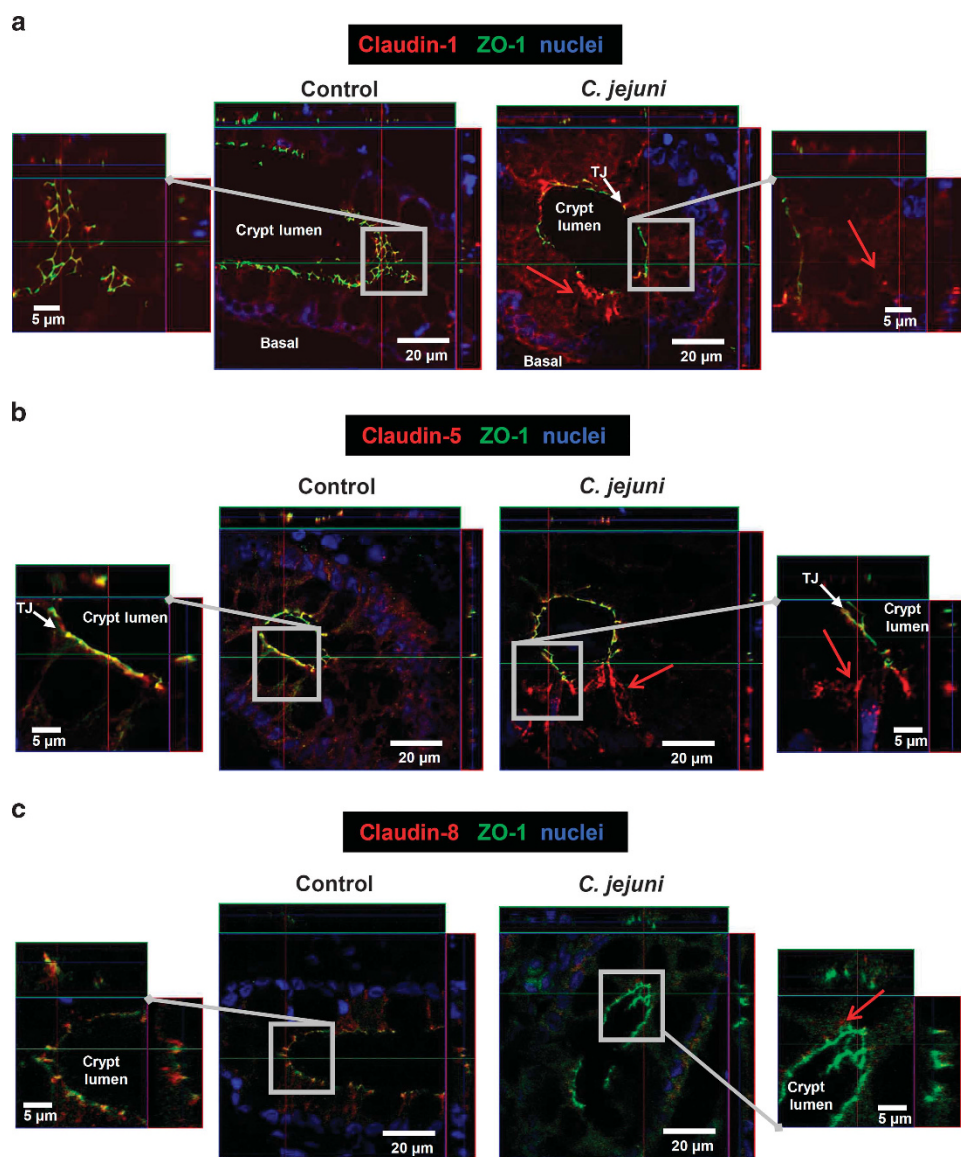 a
Claudin-1 ZO-1 nuclei
Control
C. jejuni
TJ
Crypt lumen
Crypt
lumen
5 µm
Basal
20 µm
Basal
20 µm
5 µm
b
Claudin-5 ZO-1 nuclei
Control
C. jejuni
TJ
Crypt lumen
5 µm
20 µm
20 µm
TJ
Crypt
lumen
5 µm
c
Claudin-8 ZO-1 nuclei
Control
C. jejuni
Crypt
lumen
5 µm
20 µm
20 µm
Crypt
lumen
5 µm